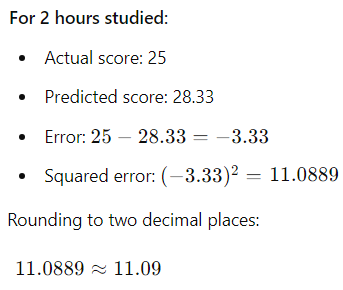 For 2 hours studied:
• Actual score: 25
• Predicted score: 28.33
• Error: 25 − 28.33 = −3.33
• Squared error: (−3.33)² = 11.0889
Rounding to two decimal places:
11.0889 ≈ 11.09